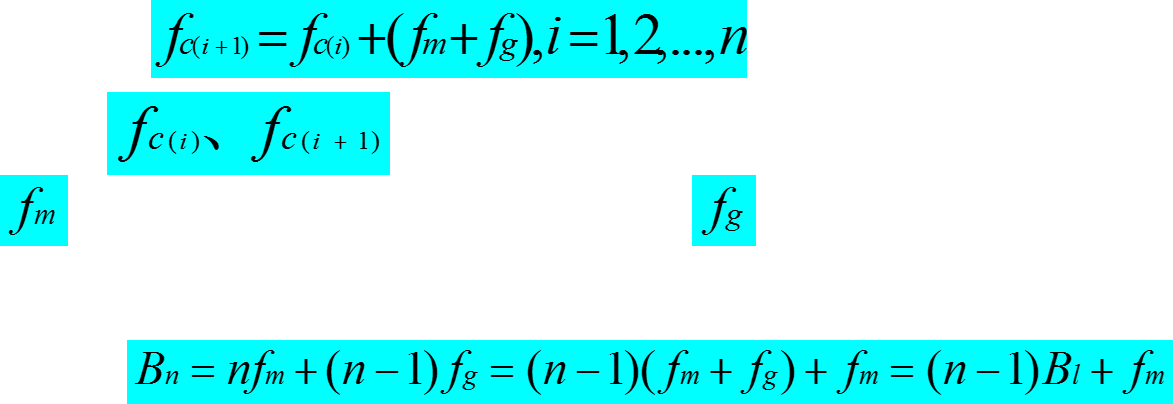 fc(i+1)=fc(i)+(fm+fg),i=1,2,...,n
fc(i)、fc(i+1)
fm fg
Bn=nfm+(n−1)fg=(n−1)(fm+fg)+fm=(n−1)Bl+fm